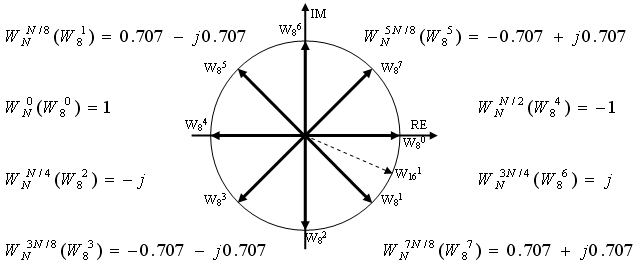 IM
W_N^{N/8}(W_8^1) = 0.707 − j0.707
W_8^6
W_N^{5N/8}(W_8^5) = −0.707 + j0.707
W_8^5
W_8^7
W_N^0(W_8^0) = 1
W_N^{N/2}(W_8^4) = −1
W_8^4
RE
W_8^0
W_N^{N/4}(W_8^2) = −j
W_16^1
W_N^{3N/4}(W_8^6) = j
W_8^3
W_8^1
W_8^2
W_N^{3N/8}(W_8^3) = −0.707 − j0.707
W_N^{7N/8}(W_8^7) = 0.707 + j0.707